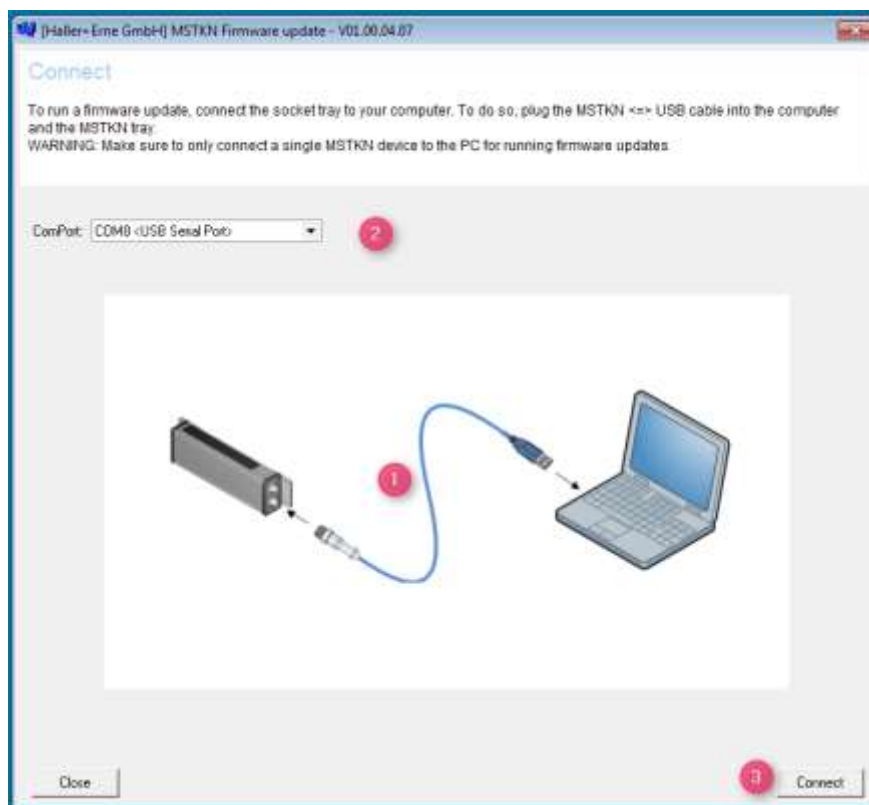 [Haller+Erne GmbH] MSTKN Firmware update - V01.00.04.07
Connect
To run a firmware update, connect the socket tray to your computer. To do so, plug the MSTKN <=> USB cable into the computer
and the MSTKN tray.
WARNING: Make sure to only connect a single MSTKN device to the PC for running firmware updates.
ComPort: COM8 <USB Serial Port>
2
1
Close
3
Connect